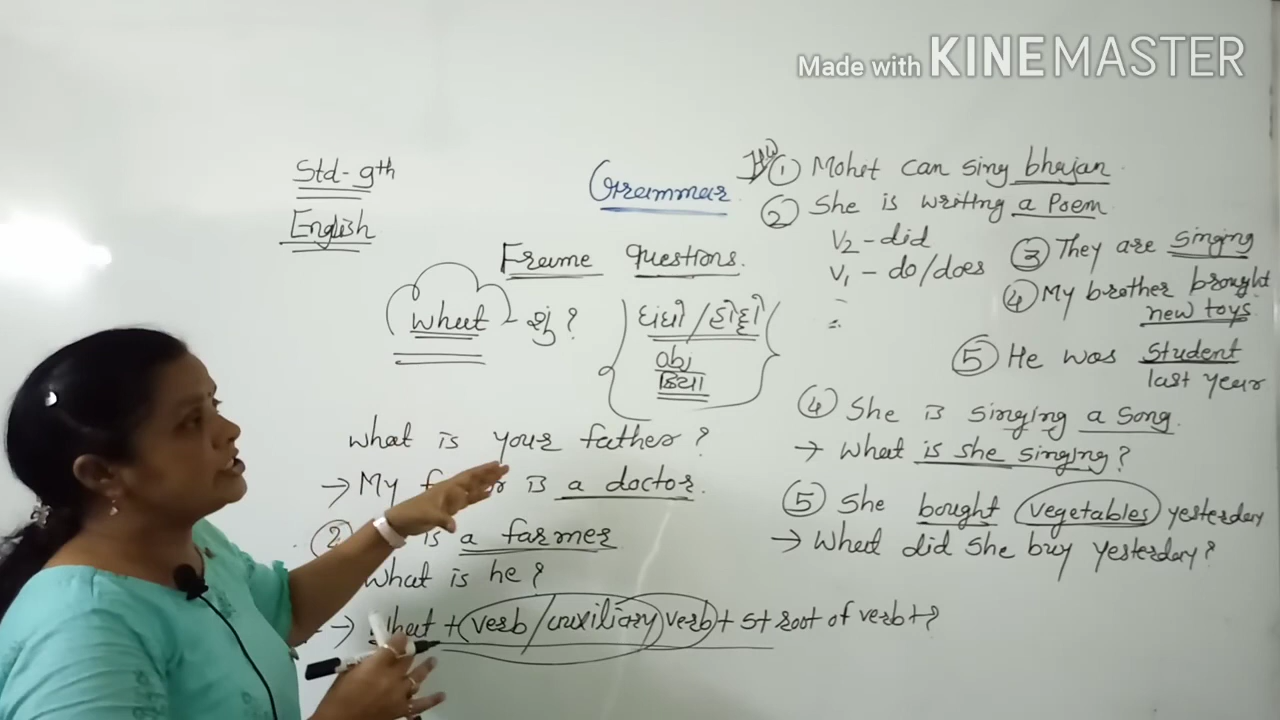 Made with KINEMASTER
Std-9th
English
Grammar
Frame Questions.
What - શું ?
ધંધો / હોદ્દો
obj
ક્રિયા
What is your father ?
→ My is a doctor.
② is a farmer
What is he ?
→ What + verb / auxiliary verb + S + root of verb + ?
HW ① Mohit can sing bhajan.
② She is writing a Poem
V2 - did
V1 - do/does
③ They are singing
④ My brother brought
new toys.
⑤ He was student
last year
④ She is singing a song.
→ What is she singing ?
⑤ She bought vegetables yesterday
→ What did she buy yesterday ?